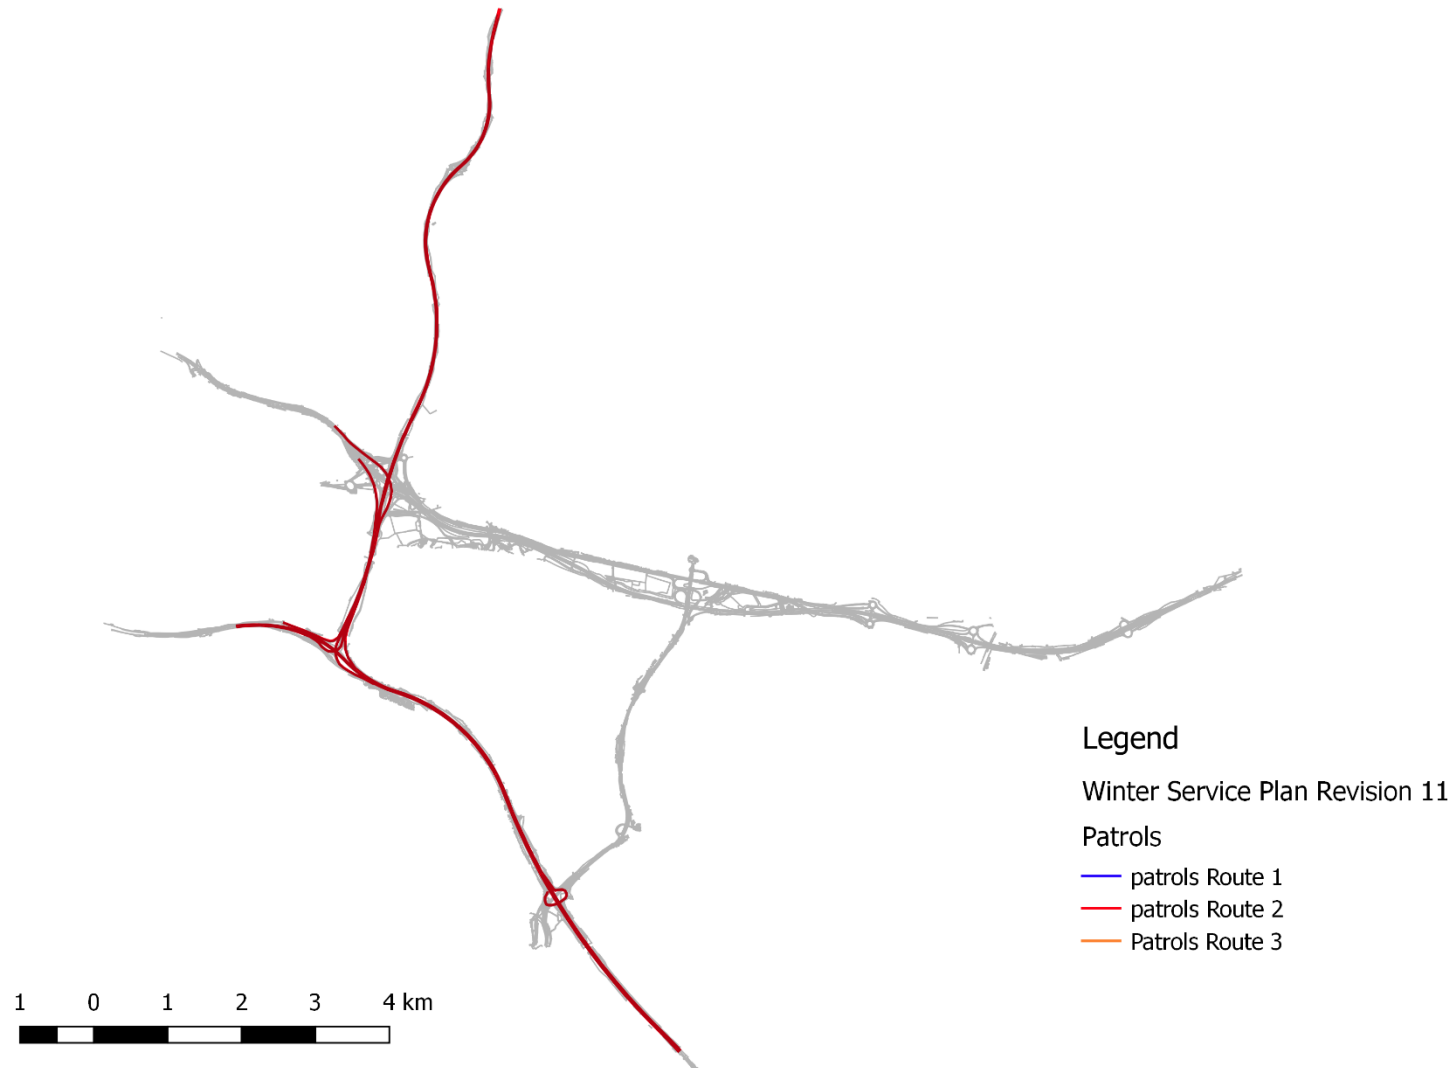 Legend
Winter Service Plan Revision 11
Patrols
patrols Route 1
patrols Route 2
Patrols Route 3
1 0 1 2 3 4 km